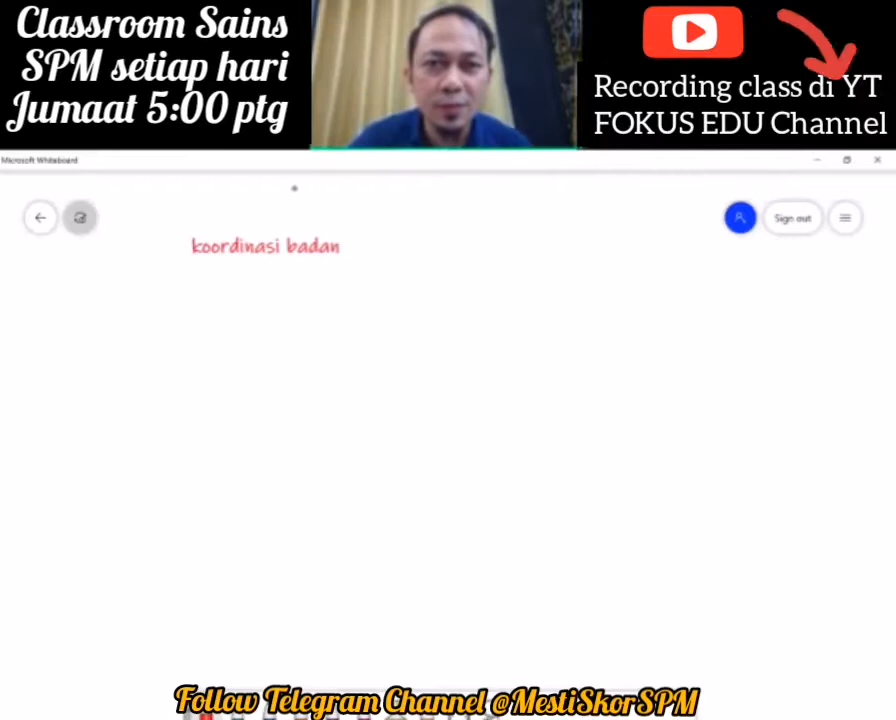 Classroom Sains
SPM setiap hari
Jumaat 5:00 ptg
Recording class di YT
FOKUS EDU Channel
Microsoft Whiteboard
Sign out
koordinasi badan
Follow Telegram Channel @MestiSkorSPM